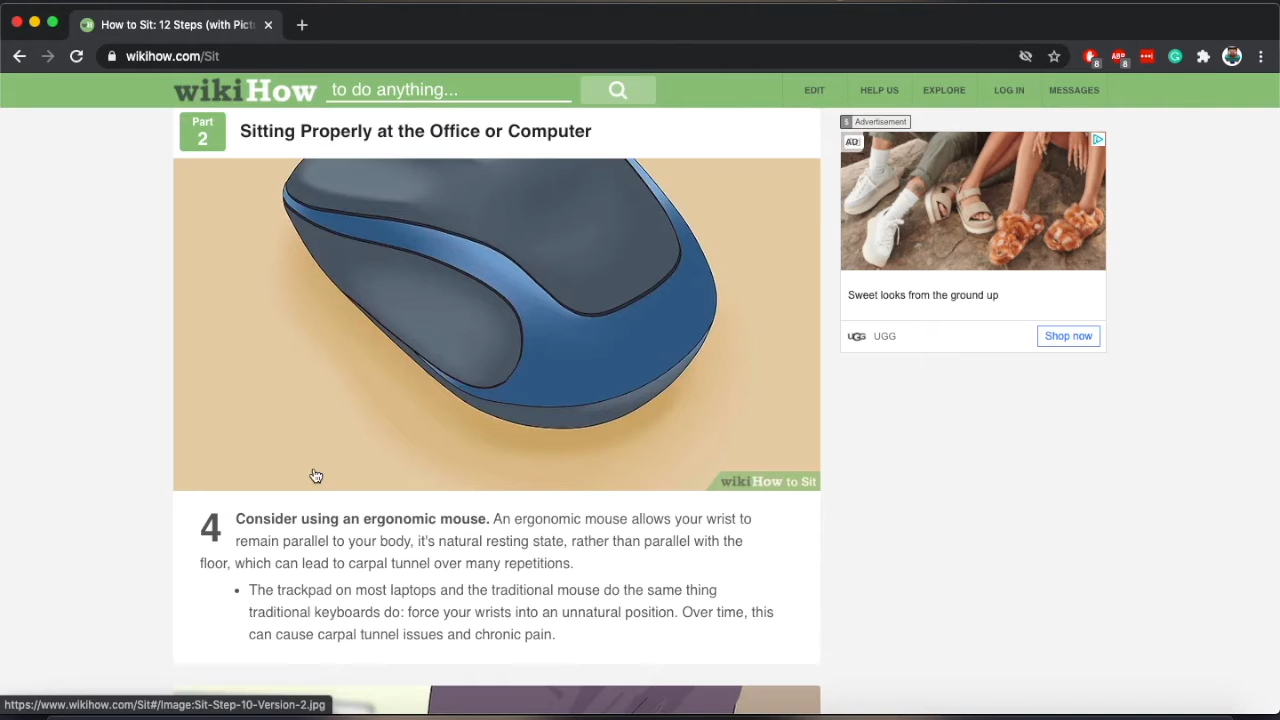 How to Sit: 12 Steps (with Pict
wikihow.com/Sit
8
8
wikiHow to do anything...
EDIT
HELP US
EXPLORE
LOG IN
MESSAGES
Part
2
Sitting Properly at the Office or Computer
wikiHow to Sit
4 Consider using an ergonomic mouse. An ergonomic mouse allows your wrist to
remain parallel to your body, it's natural resting state, rather than parallel with the
floor, which can lead to carpal tunnel over many repetitions.
• The trackpad on most laptops and the traditional mouse do the same thing
traditional keyboards do: force your wrists into an unnatural position. Over time, this
can cause carpal tunnel issues and chronic pain.
$ Advertisement
AD
Sweet looks from the ground up
UGG UGG
Shop now
https://www.wikihow.com/Sit#/Image:Sit-Step-10-Version-2.jpg